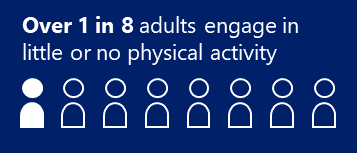 Over 1 in 8 adults engage in
little or no physical activity